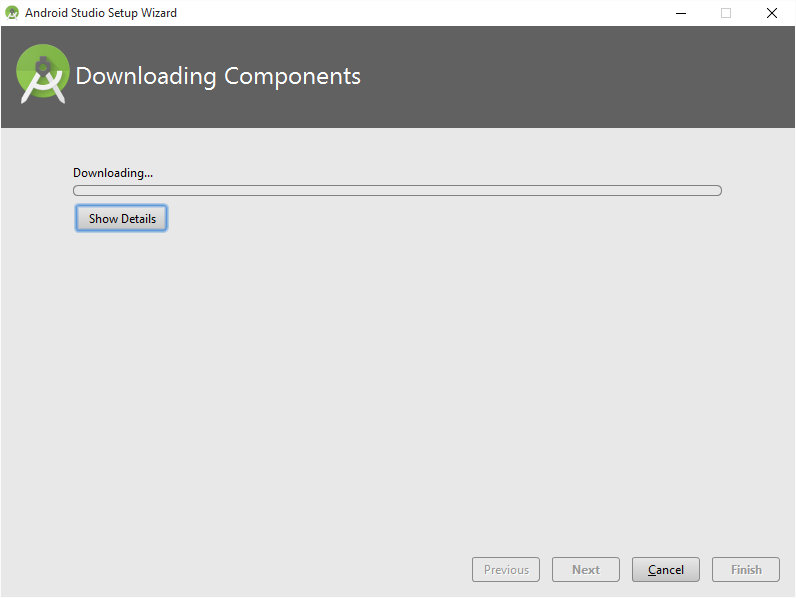 Android Studio Setup Wizard
Downloading Components
Downloading...
Show Details
Previous Next Cancel Finish